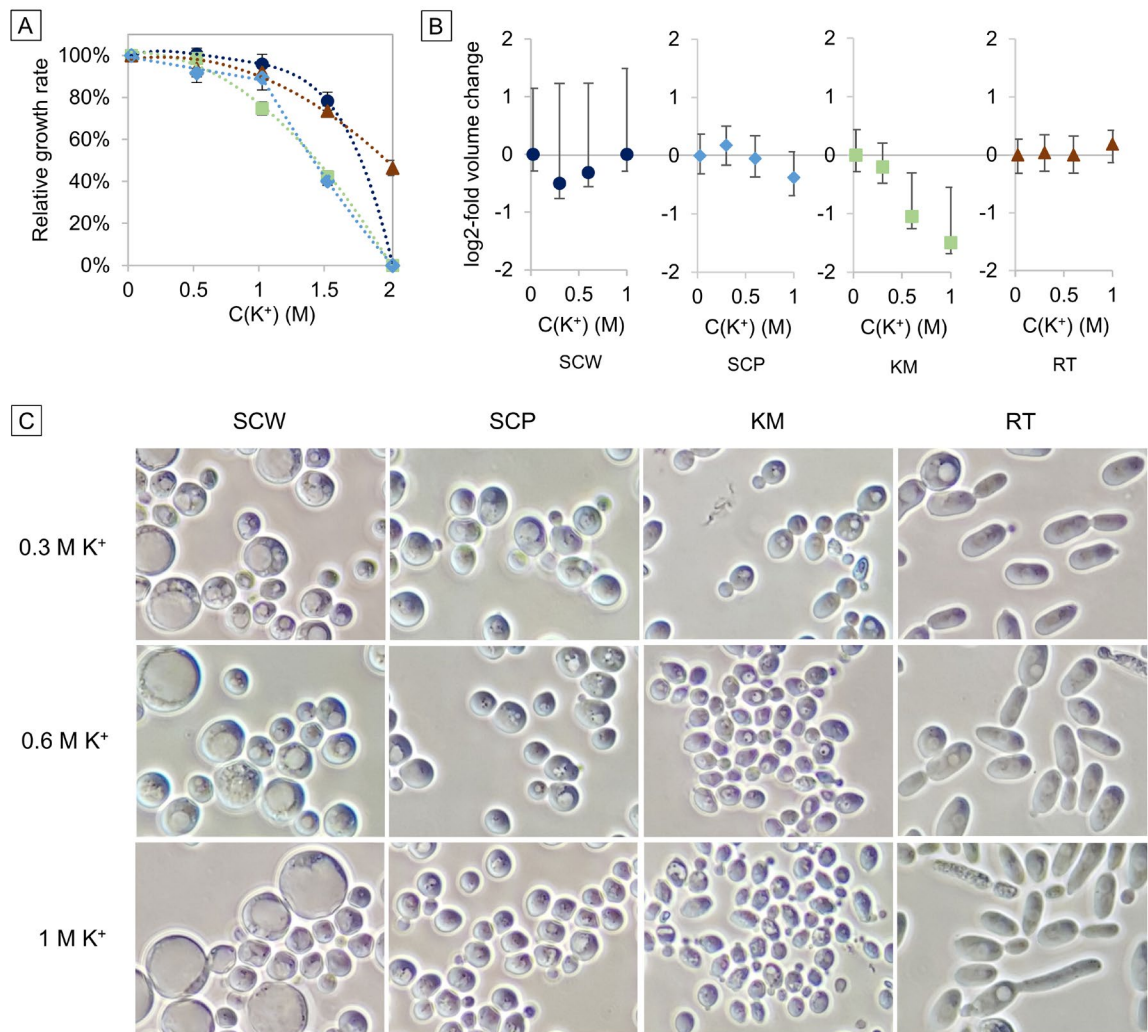 A
Relative growth rate
100%
80%
60%
40%
20%
0%
0 0.5 1 1.5 2
C(K⁺) (M)
B
log2-fold volume change
2 2 2 2
1 1 1 1
0 0 0 0
-1 -1 -1 -1
-2 -2 -2 -2
0 0.5 1 0 0.5 1 0 0.5 1 0 0.5 1
C(K⁺) (M) C(K⁺) (M) C(K⁺) (M) C(K⁺) (M)
SCW SCP KM RT
C
SCW SCP KM RT
0.3 M K⁺
0.6 M K⁺
1 M K⁺